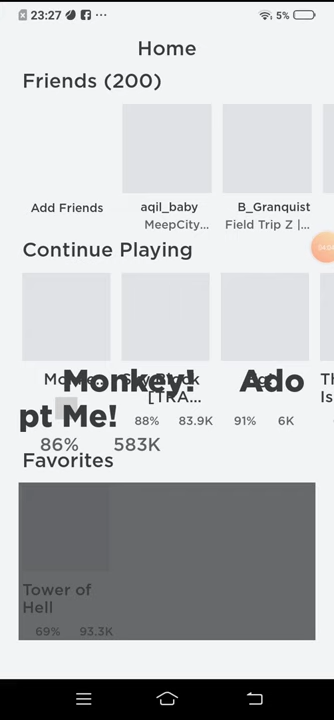 23:27
5%
Home
Friends (200)
Add Friends
aqil_baby
B_Granquist
MeepCity...
Field Trip Z |...
Continue Playing
Monkey! Ado
pt Me!
[TRA...
88% 83.9K 91% 6K
86% 583K
Favorites
Tower of
Hell
69% 93.3K